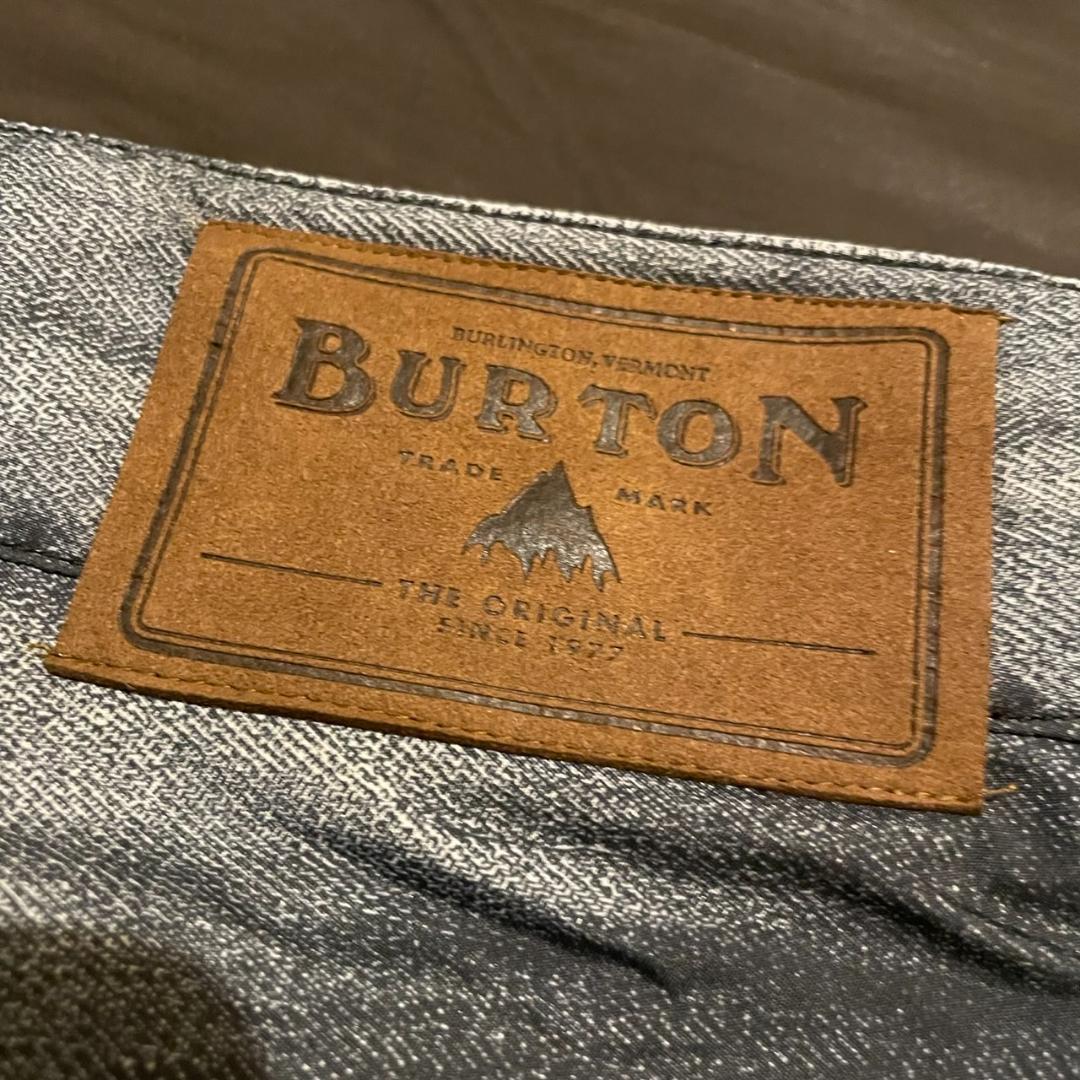 BURLINGTON, VERMONT
BURTON
TRADE MARK
THE ORIGINAL
SINCE 1977